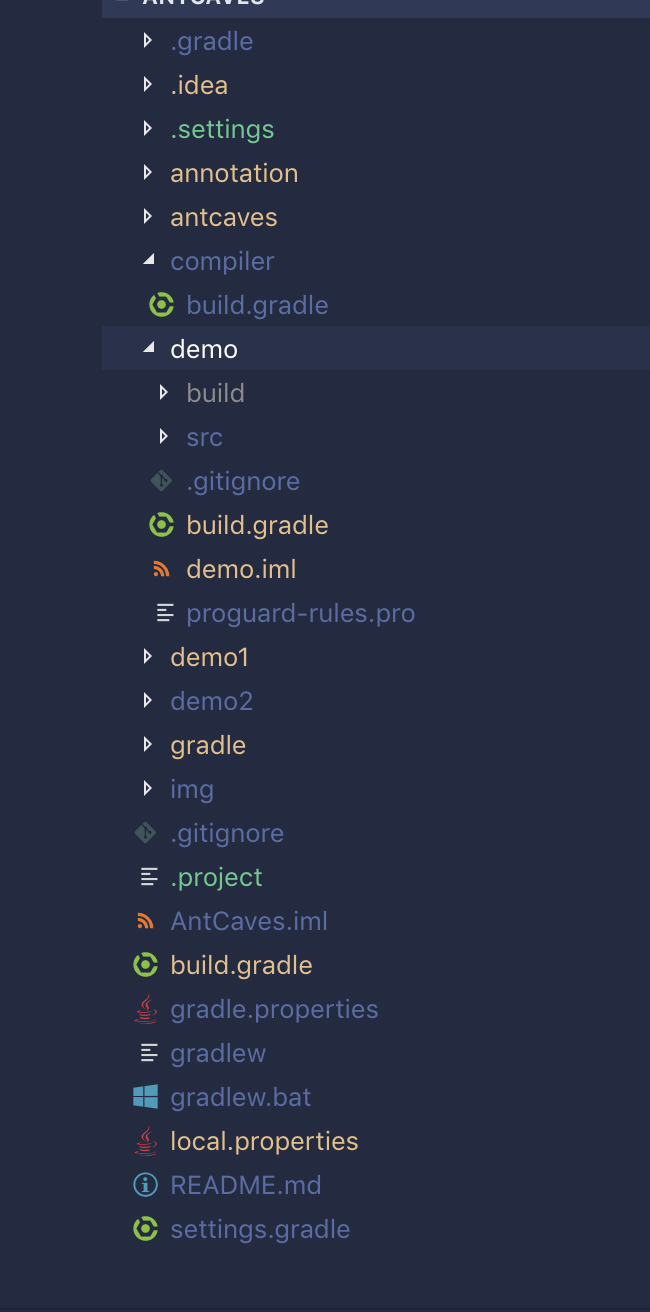 ANTCAVES
.gradle
.idea
.settings
annotation
antcaves
compiler
build.gradle
demo
build
src
.gitignore
build.gradle
demo.iml
proguard-rules.pro
demo1
demo2
gradle
img
.gitignore
.project
AntCaves.iml
build.gradle
gradle.properties
gradlew
gradlew.bat
local.properties
README.md
settings.gradle